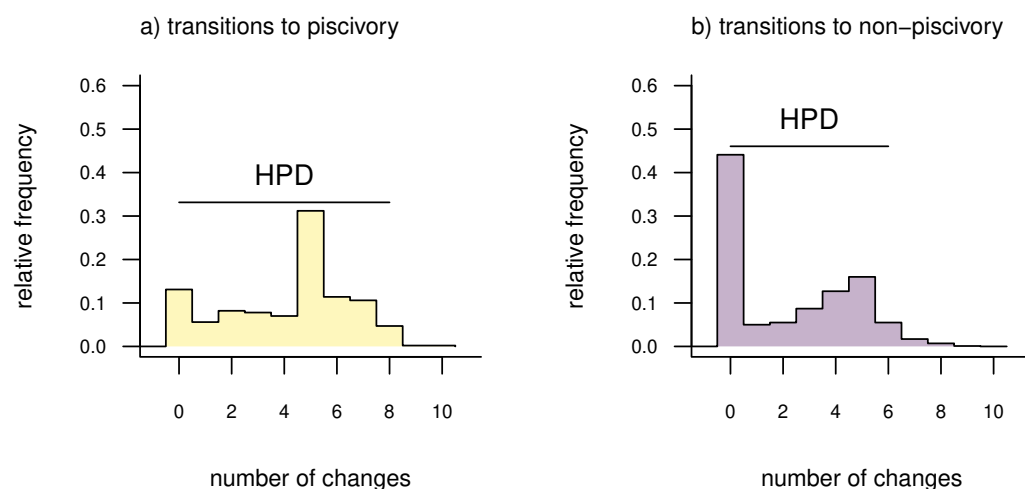 a) transitions to piscivory
relative frequency
0.6
0.5
0.4
0.3
0.2
0.1
0.0
HPD
0 2 4 6 8 10
number of changes
b) transitions to non−piscivory
relative frequency
0.6
0.5
0.4
0.3
0.2
0.1
0.0
HPD
0 2 4 6 8 10
number of changes